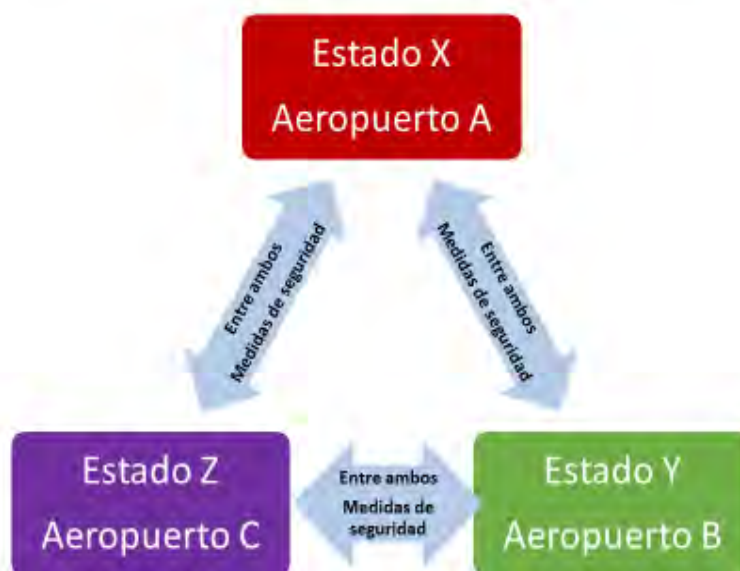 Estado X
Aeropuerto A
Entre ambos
Medidas de seguridad
Entre ambos
Medidas de seguridad
Estado Z
Aeropuerto C
Entre ambos
Medidas de
seguridad
Estado Y
Aeropuerto B